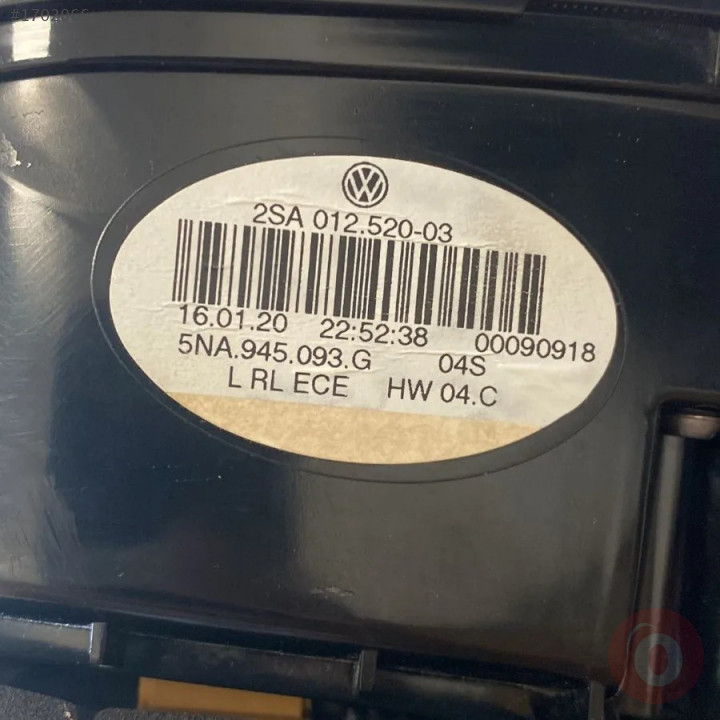 VW
2SA 012.520-03
16.01.20 22:52:38 00090918
5NA.945.093.G 04S
L RL ECE HW 04.C